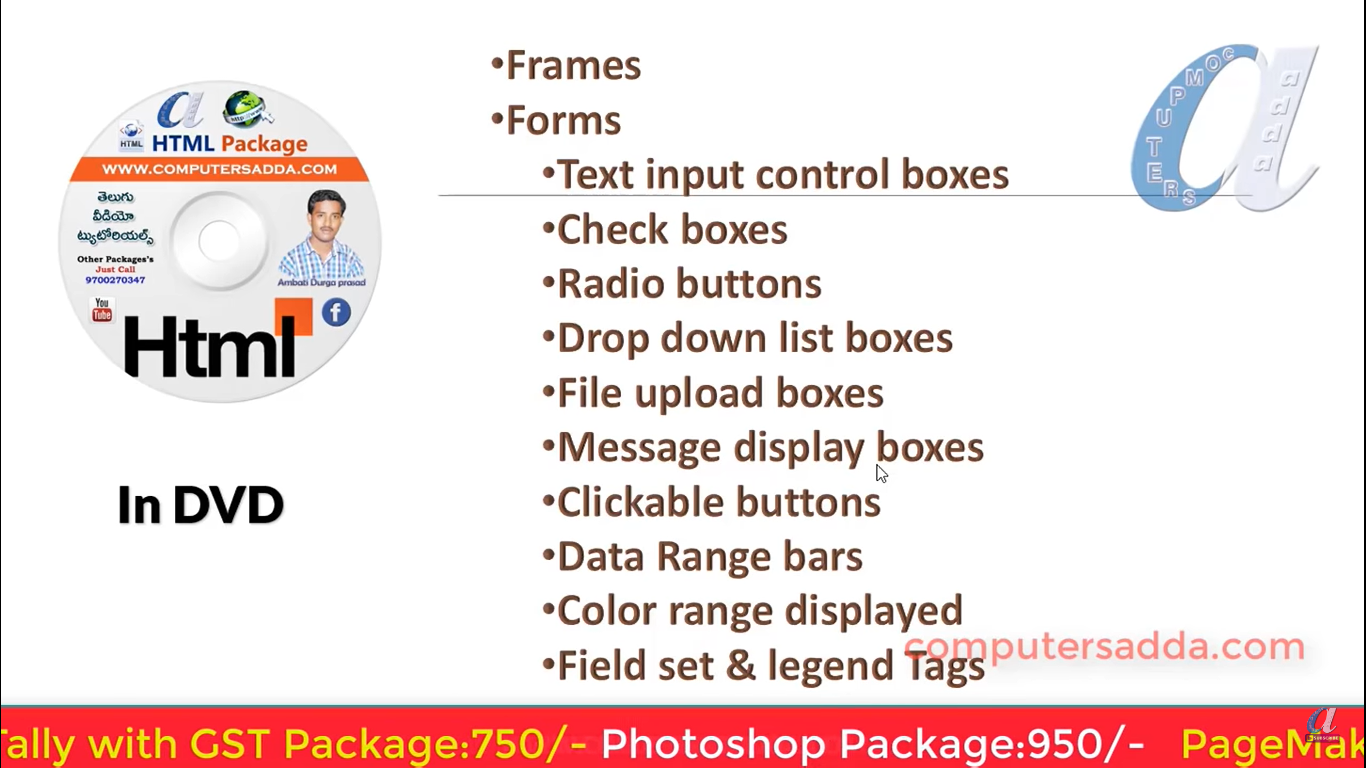 HTML Package
WWW.COMPUTERSADDA.COM
http://www
HTML
తెలుగు
వీడియో
ట్యుటోరియల్స్
Other Packages's
Just Call
9700270347
Ambati Durga prasad
You
Tube
f
Html
In DVD
•Frames
•Forms
•Text input control boxes
•Check boxes
•Radio buttons
•Drop down list boxes
•File upload boxes
•Message display boxes
•Clickable buttons
•Data Range bars
•Color range displayed
•Field set & legend Tags
COMPUTERS
adda
computersadda.com
Tally with GST Package:750/- Photoshop Package:950/- PageMak
SUBSCRIBE